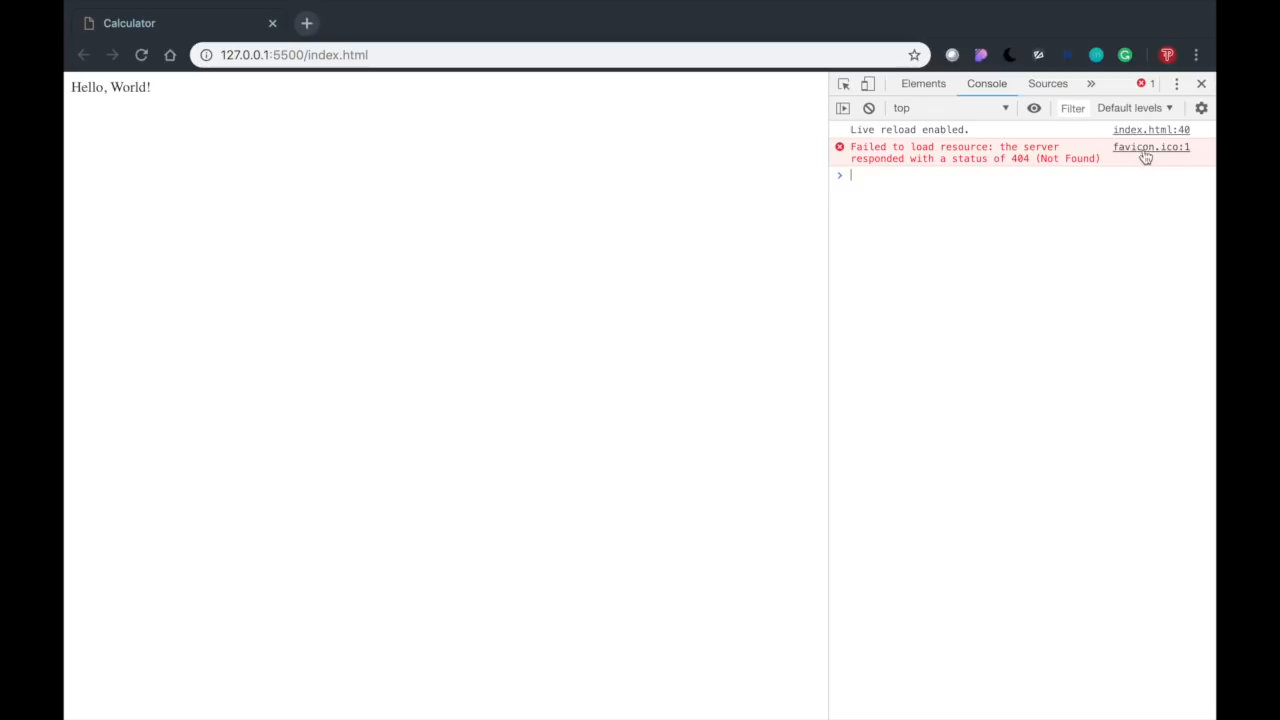 Calculator
127.0.0.1:5500/index.html
Hello, World!
Elements Console Sources » 1
top Filter Default levels
Live reload enabled. index.html:40
Failed to load resource: the server favicon.ico:1
responded with a status of 404 (Not Found)
>